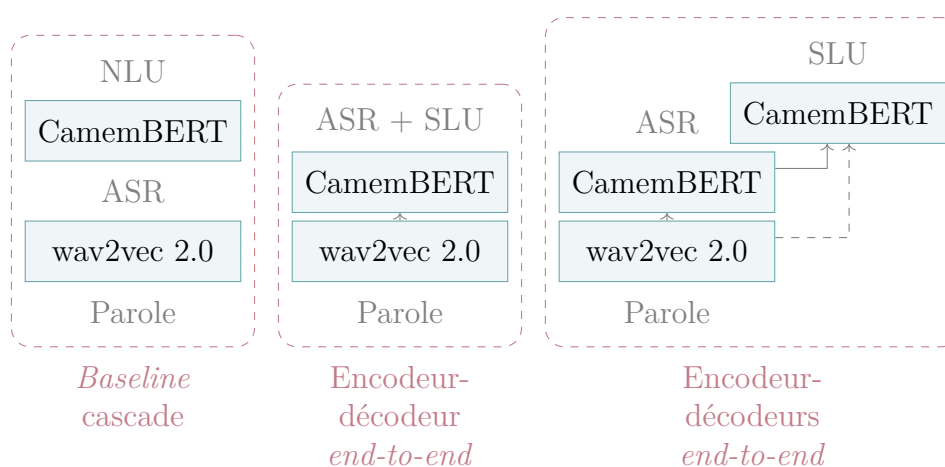 NLU
CamemBERT
ASR
wav2vec 2.0
Parole
Baseline
cascade
ASR + SLU
CamemBERT
wav2vec 2.0
Parole
Encodeur-
décodeur
end-to-end
SLU
CamemBERT
ASR
CamemBERT
wav2vec 2.0
Parole
Encodeur-
décodeurs
end-to-end